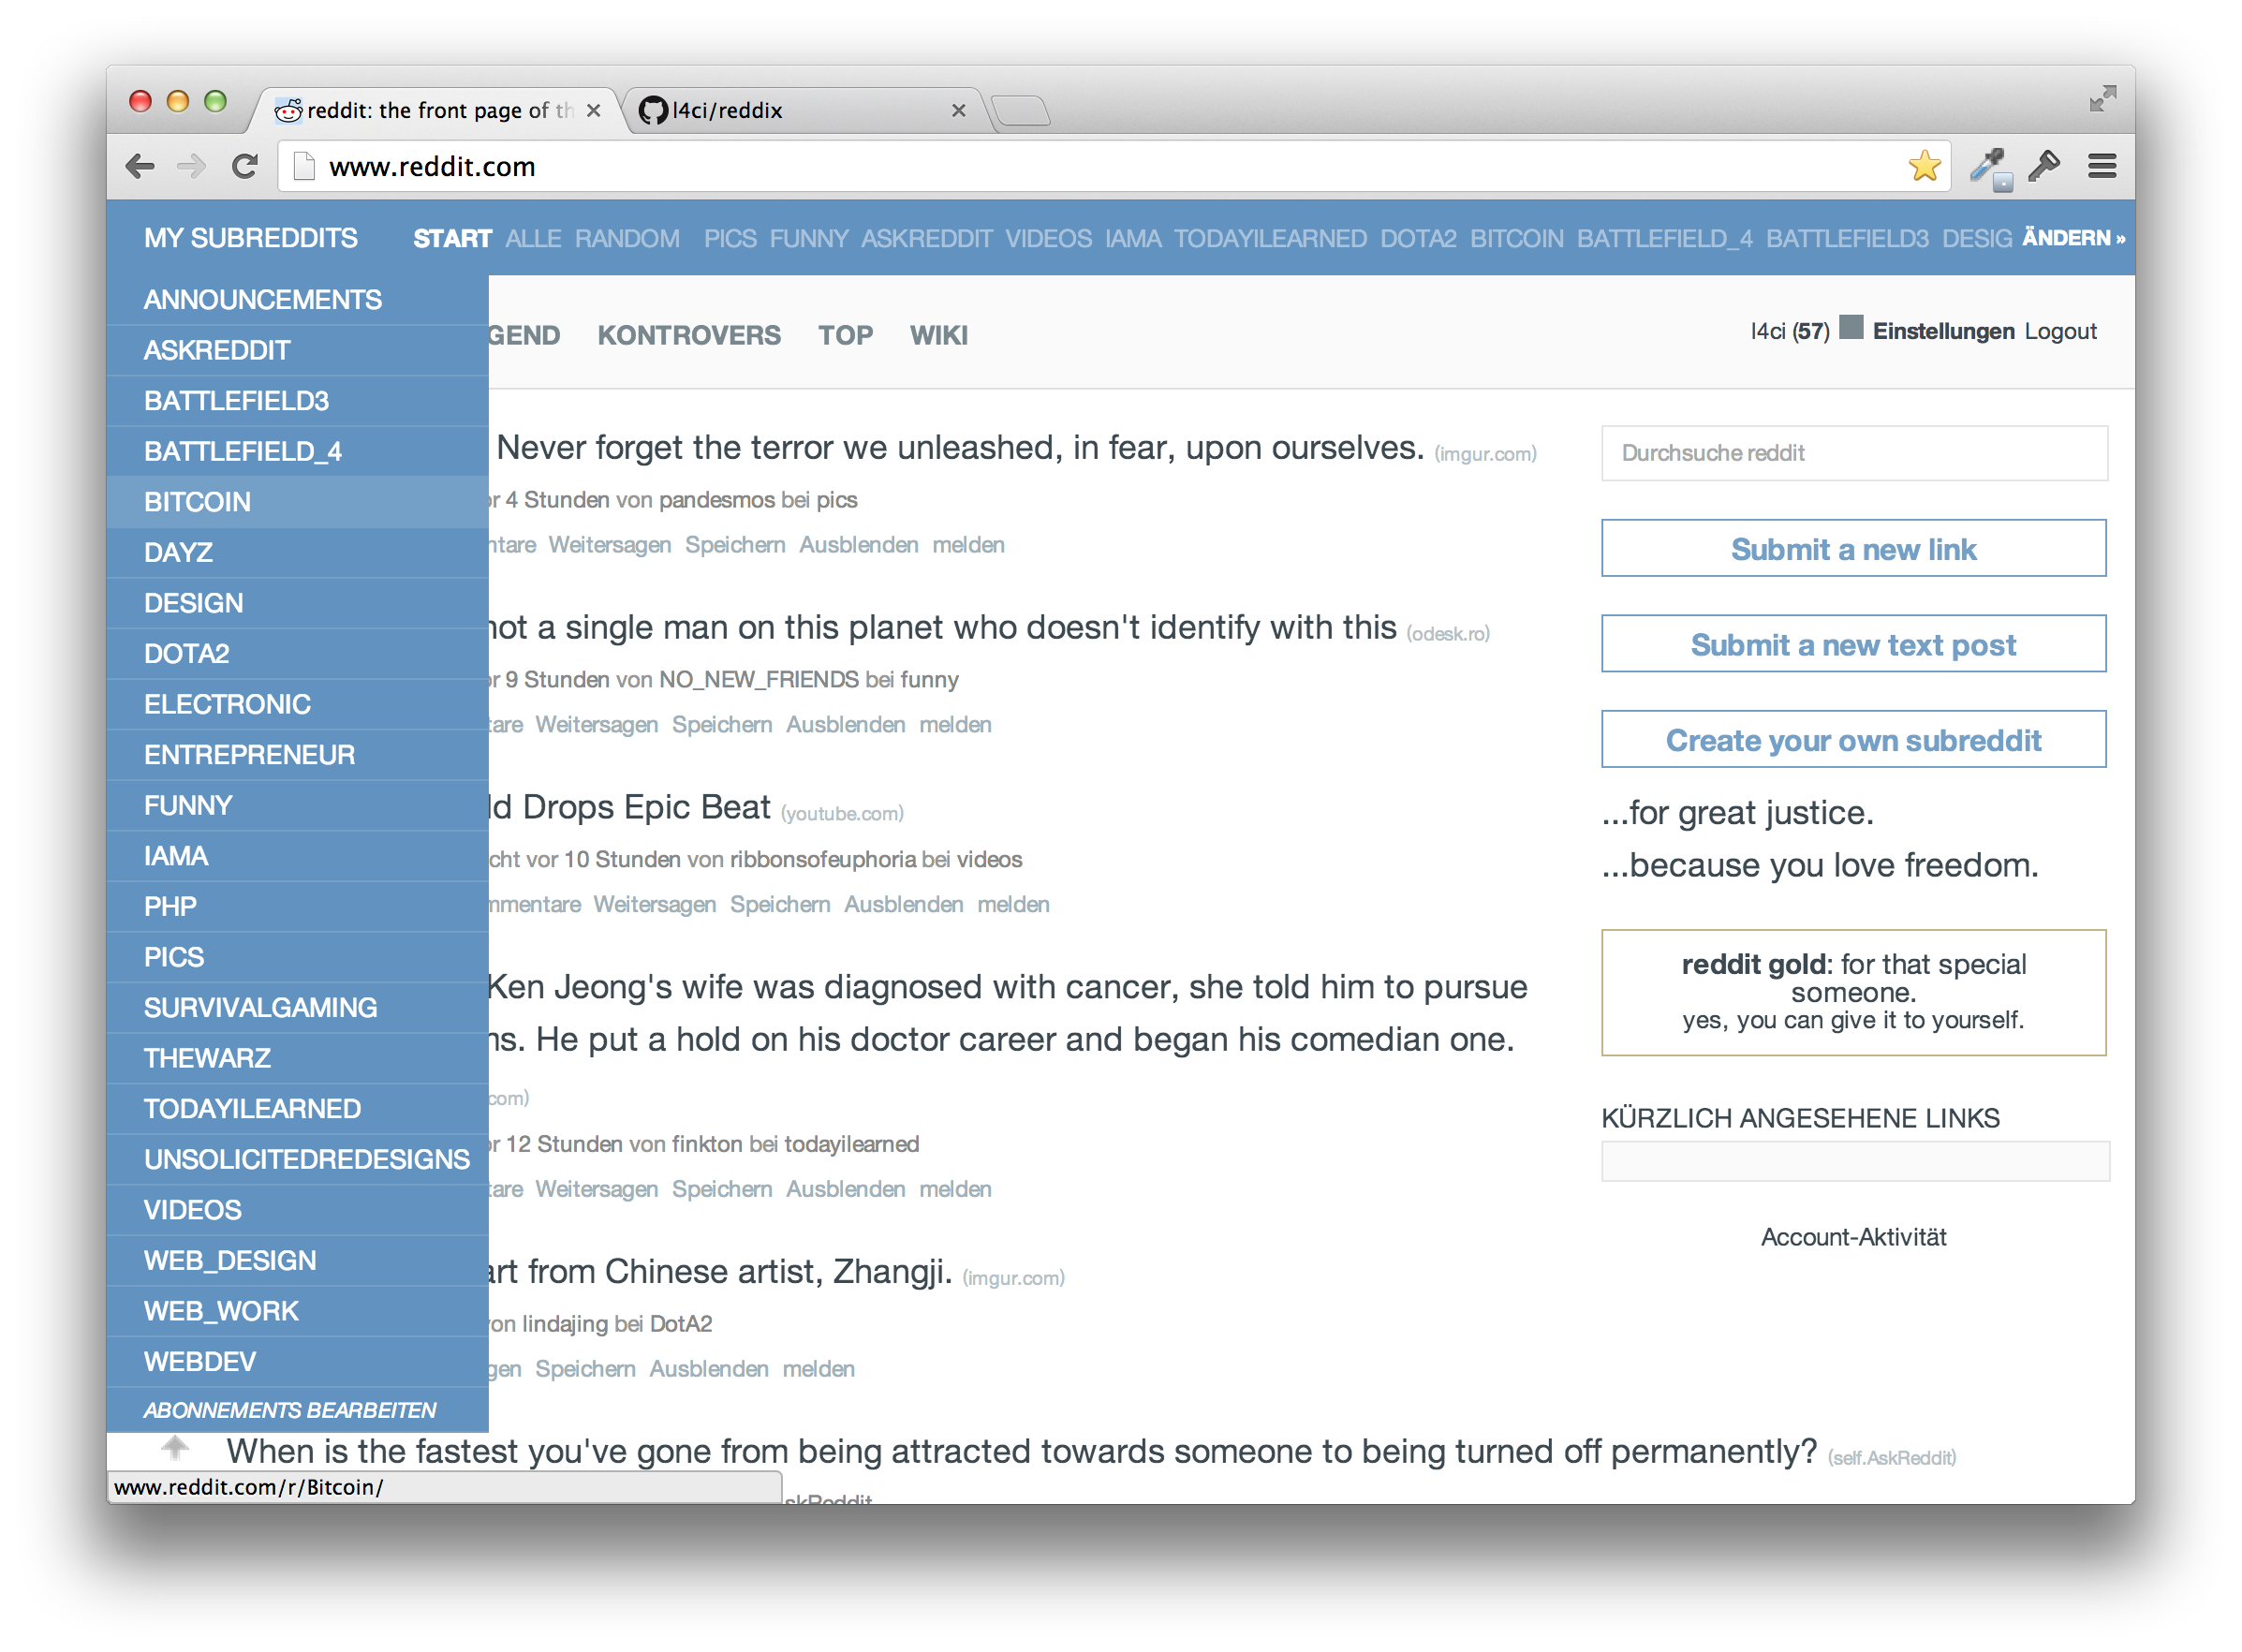 reddit: the front page of th
l4ci/reddix
www.reddit.com
MY SUBREDDITS START ALLE RANDOM PICS FUNNY ASKREDDIT VIDEOS IAMA TODAYILEARNED DOTA2 BITCOIN BATTLEFIELD_4 BATTLEFIELD3 DESIG ÄNDERN »
ANNOUNCEMENTS
ASKREDDIT
BATTLEFIELD3
BATTLEFIELD_4
BITCOIN
DAYZ
DESIGN
DOTA2
ELECTRONIC
ENTREPRENEUR
FUNNY
IAMA
PHP
PICS
SURVIVALGAMING
THEWARZ
TODAYILEARNED
UNSOLICITEDREDESIGNS
VIDEOS
WEB_DESIGN
WEB_WORK
WEBDEV
ABONNEMENTS BEARBEITEN
GEND KONTROVERS TOP WIKI
l4ci (57) Einstellungen Logout
Never forget the terror we unleashed, in fear, upon ourselves. (imgur.com)
or 4 Stunden von pandesmos bei pics
ntare Weitersagen Speichern Ausblenden melden
not a single man on this planet who doesn't identify with this (odesk.ro)
or 9 Stunden von NO_NEW_FRIENDS bei funny
tare Weitersagen Speichern Ausblenden melden
ld Drops Epic Beat (youtube.com)
cht vor 10 Stunden von ribbonsofeuphoria bei videos
mmentare Weitersagen Speichern Ausblenden melden
Ken Jeong's wife was diagnosed with cancer, she told him to pursue
ns. He put a hold on his doctor career and began his comedian one.
com)
or 12 Stunden von finkton bei todayilearned
tare Weitersagen Speichern Ausblenden melden
art from Chinese artist, Zhangji. (imgur.com)
von lindajing bei DotA2
gen Speichern Ausblenden melden
When is the fastest you've gone from being attracted towards someone to being turned off permanently? (self.AskReddit)
skReddit
www.reddit.com/r/Bitcoin/
Durchsuche reddit
Submit a new link
Submit a new text post
Create your own subreddit
...for great justice.
...because you love freedom.
reddit gold: for that special
someone.
yes, you can give it to yourself.
KÜRZLICH ANGESEHENE LINKS
Account-Aktivität